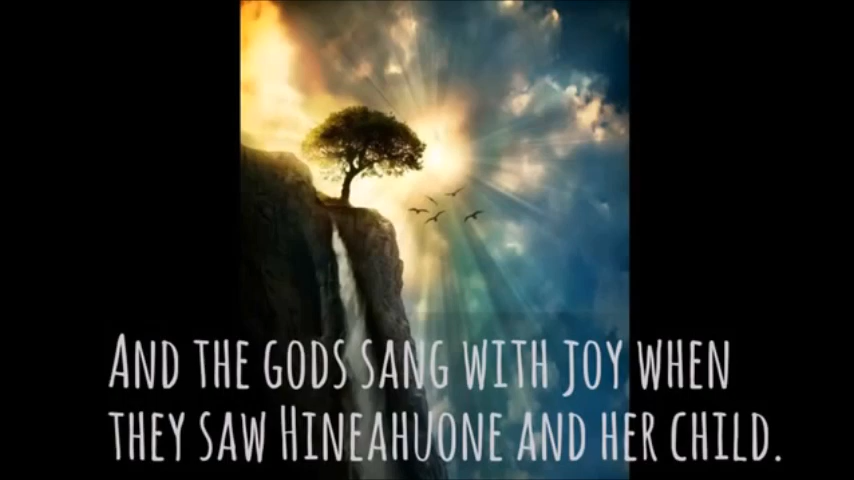 And the gods sang with joy when
they saw Hineahuone and her child.